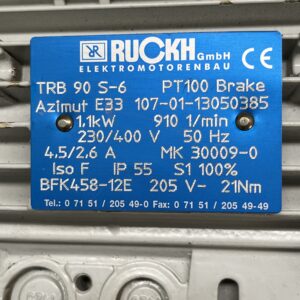 RUCKH GmbH CE
ELEKTROMOTORENBAU
TRB 90 S-6 PT100 Brake
Azimut E33 107-01-13050385
1,1kW 910 1/min
230/400 V 50 Hz
4,5/2,6 A MK 30009-0
Iso F IP 55 S1 100%
BFK458-12E 205 V- 21Nm
Tel.: 0 71 51 / 205 49-0 Fax: 0 71 51 / 205 49-49